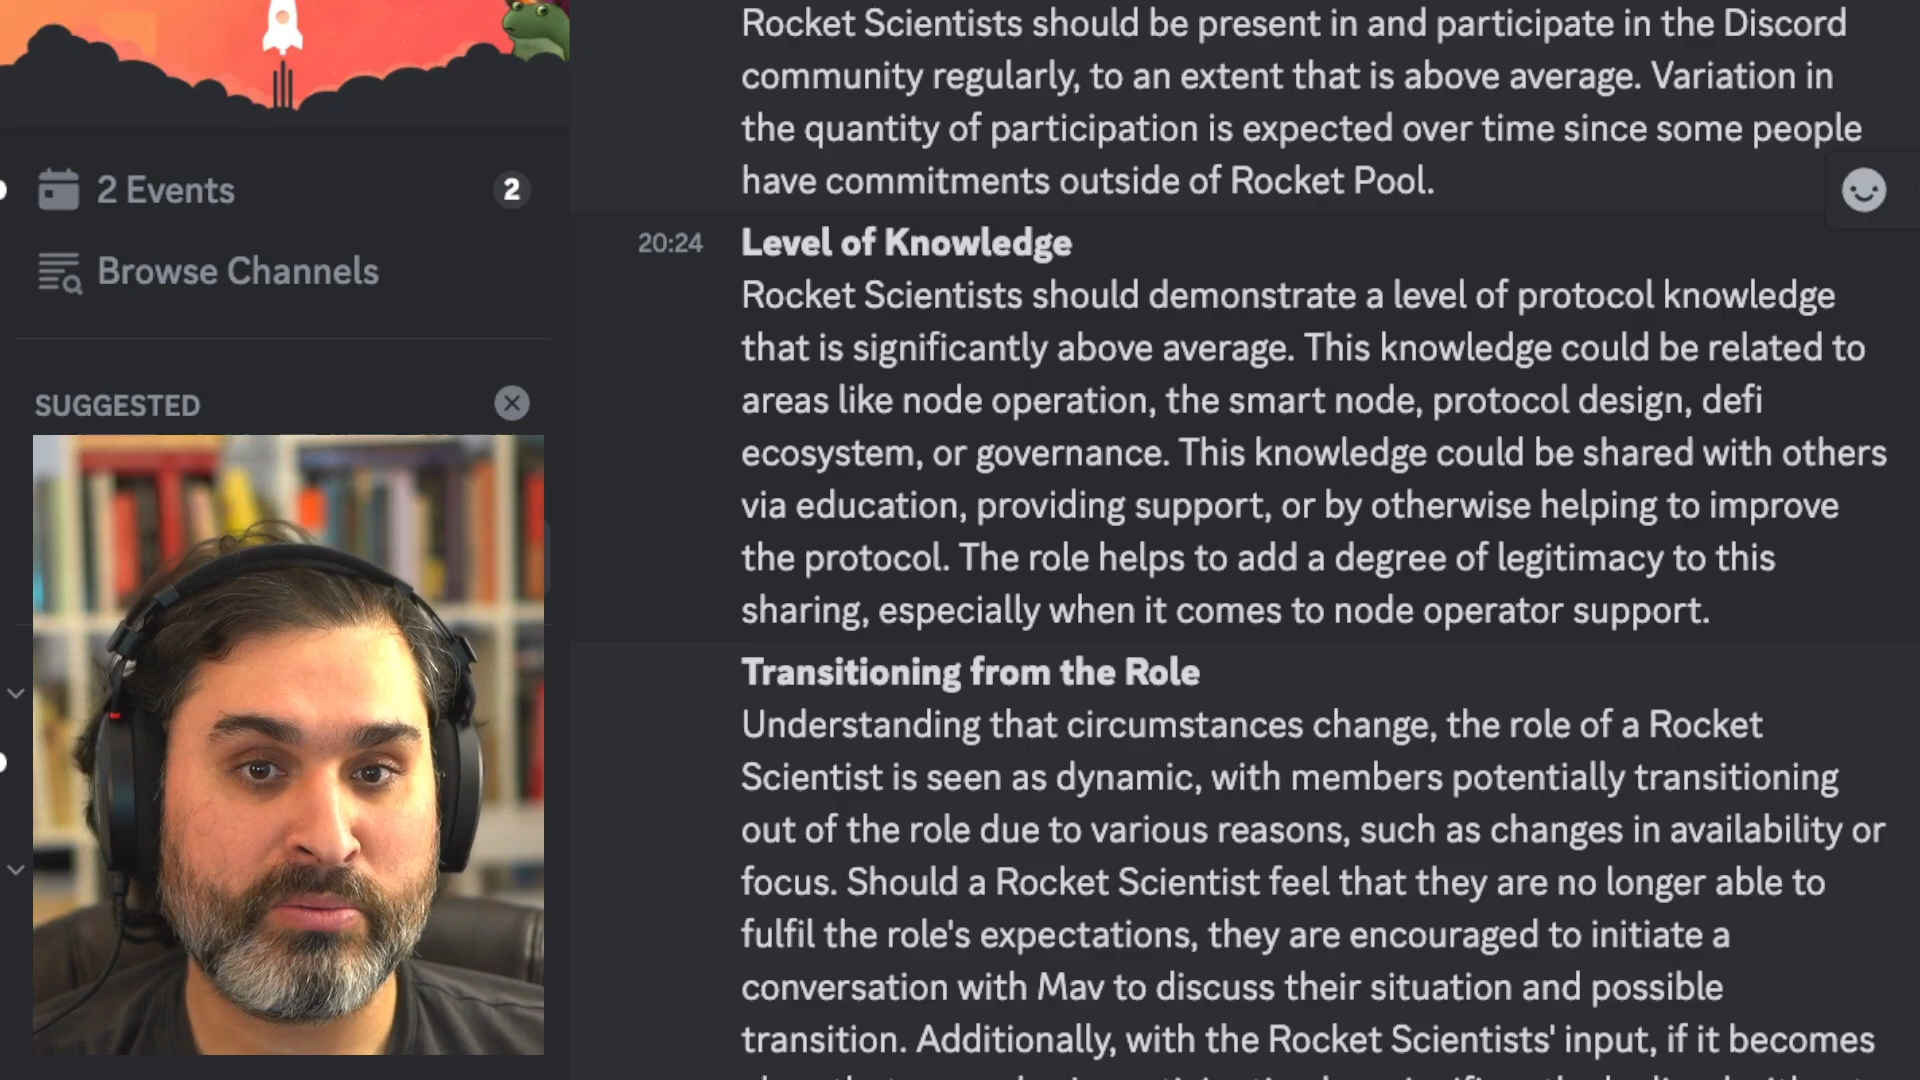 2 Events
2
Browse Channels
SUGGESTED
Rocket Scientists should be present in and participate in the Discord
community regularly, to an extent that is above average. Variation in
the quantity of participation is expected over time since some people
have commitments outside of Rocket Pool.
20:24
Level of Knowledge
Rocket Scientists should demonstrate a level of protocol knowledge
that is significantly above average. This knowledge could be related to
areas like node operation, the smart node, protocol design, defi
ecosystem, or governance. This knowledge could be shared with others
via education, providing support, or by otherwise helping to improve
the protocol. The role helps to add a degree of legitimacy to this
sharing, especially when it comes to node operator support.
Transitioning from the Role
Understanding that circumstances change, the role of a Rocket
Scientist is seen as dynamic, with members potentially transitioning
out of the role due to various reasons, such as changes in availability or
focus. Should a Rocket Scientist feel that they are no longer able to
fulfil the role's expectations, they are encouraged to initiate a
conversation with Mav to discuss their situation and possible
transition. Additionally, with the Rocket Scientists' input, if it becomes